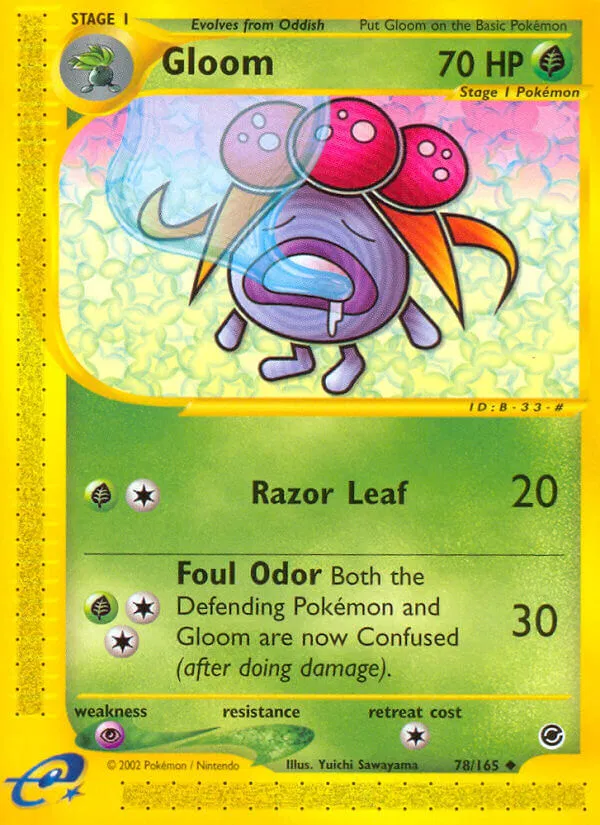 STAGE 1
Evolves from Oddish
Put Gloom on the Basic Pokémon
Gloom
70 HP
Stage 1 Pokémon
ID:B-33-#
Razor Leaf 20
Foul Odor Both the
Defending Pokémon and
Gloom are now Confused
(after doing damage).
30
weakness resistance retreat cost
© 2002 Pokémon / Nintendo Illus. Yuichi Sawayama 78/165
e